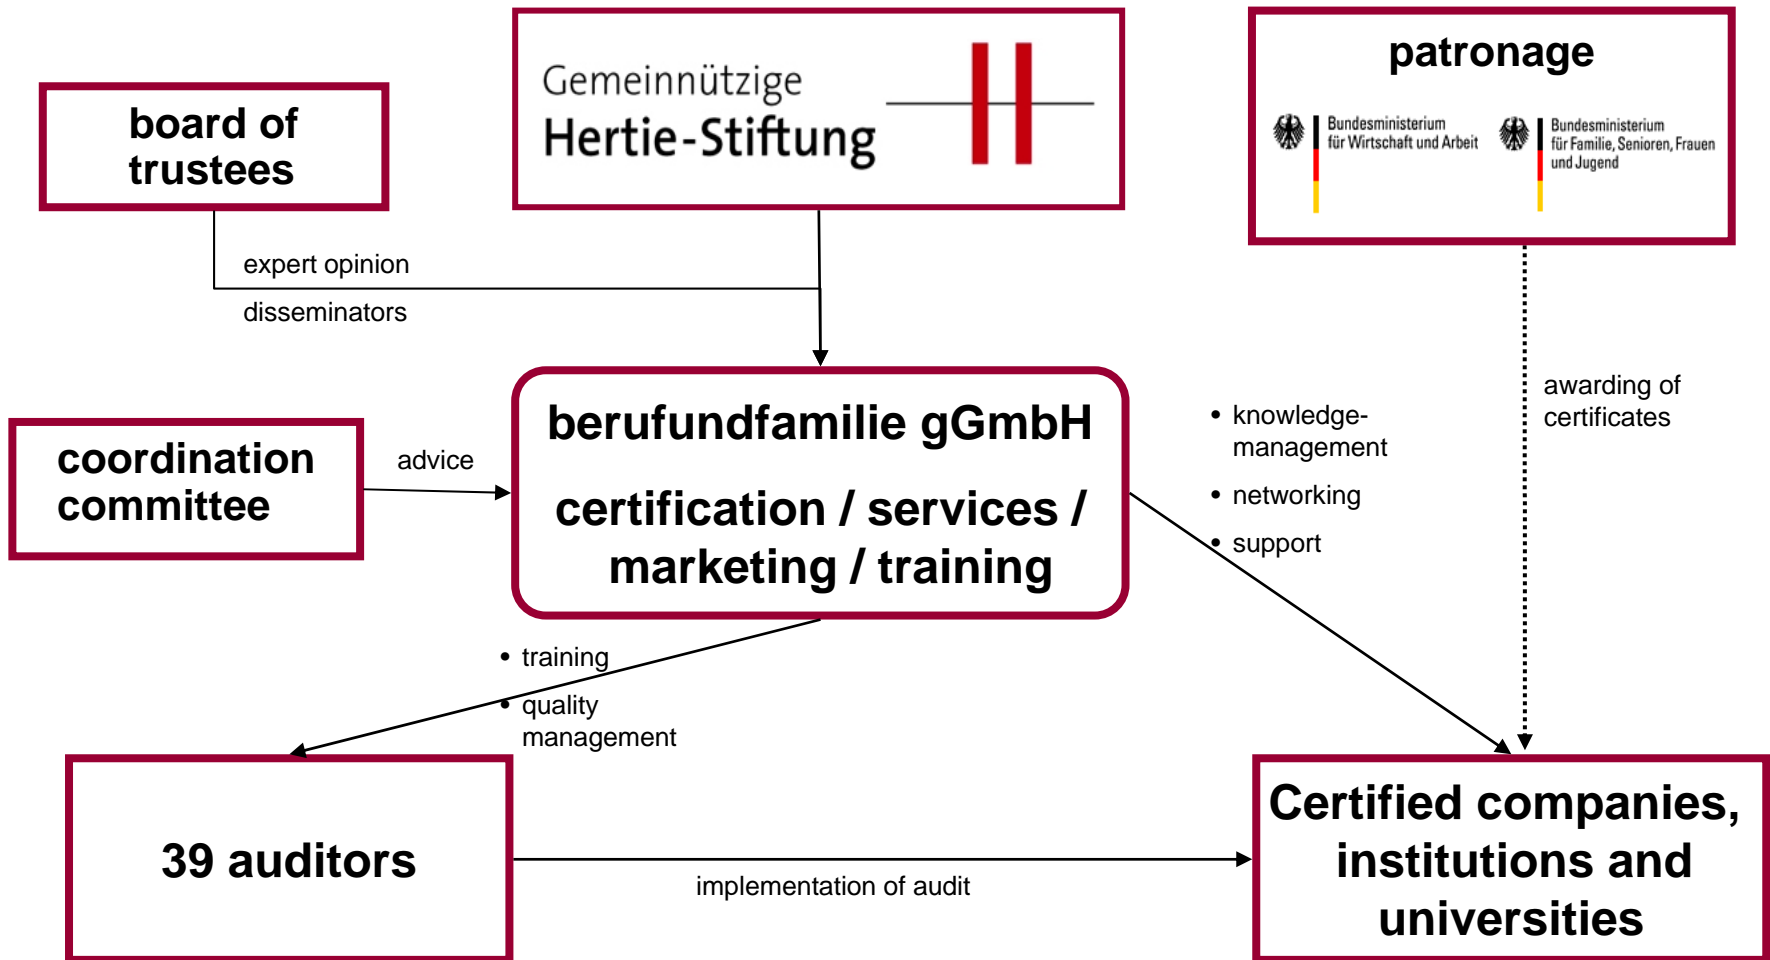 board of
trustees
Gemeinnützige
Hertie-Stiftung
patronage
Bundesministerium
für Wirtschaft und Arbeit
Bundesministerium
für Familie, Senioren, Frauen
und Jugend
expert opinion
disseminators
coordination
committee
advice
berufundfamilie gGmbH
certification / services /
marketing / training
• knowledge-
management
• networking
• support
awarding of
certificates
• training
• quality
management
39 auditors
implementation of audit
Certified companies,
institutions and
universities